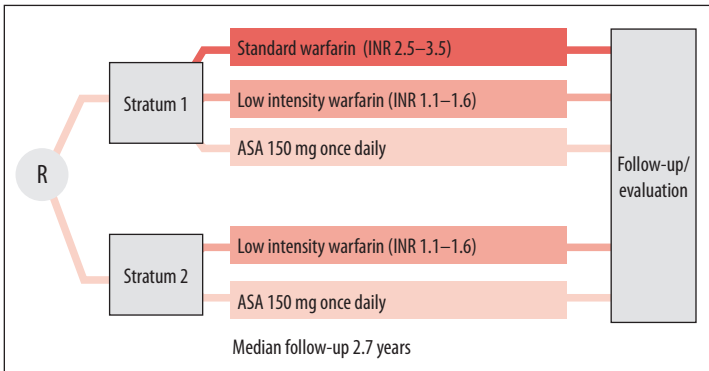 R
Stratum 1
Standard warfarin (INR 2.5–3.5)
Low intensity warfarin (INR 1.1–1.6)
ASA 150 mg once daily
Stratum 2
Low intensity warfarin (INR 1.1–1.6)
ASA 150 mg once daily
Follow-up/
evaluation
Median follow-up 2.7 years